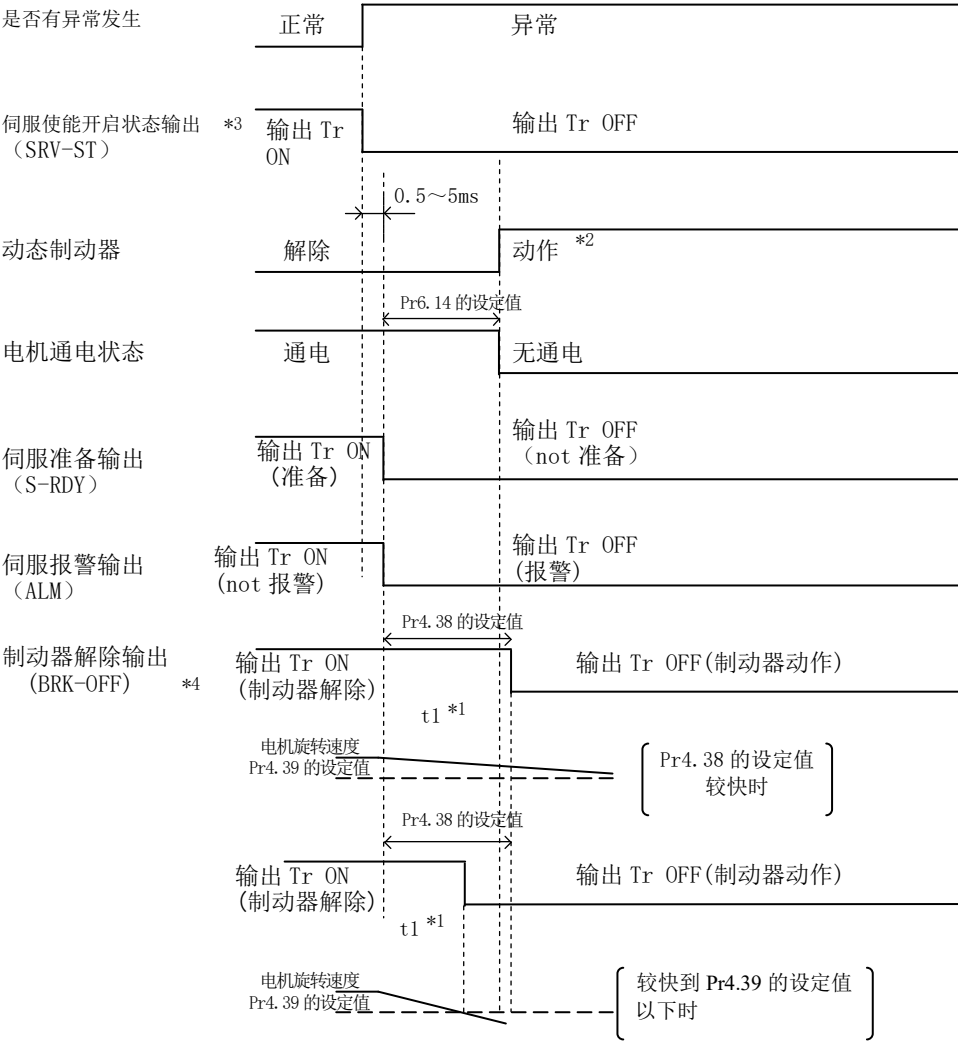 是否有异常发生
正常
异常
伺服使能开启状态输出 *3
（SRV-ST）
输出 Tr
ON
输出 Tr OFF
0.5～5ms
动态制动器
解除
动作 *2
Pr6.14 的设定值
电机通电状态
通电
无通电
伺服准备输出
（S-RDY）
输出 Tr ON
(准备)
输出 Tr OFF
（not 准备）
伺服报警输出
（ALM）
输出 Tr ON
(not 报警)
输出 Tr OFF
(报警)
Pr4.38 的设定值
制动器解除输出
(BRK-OFF) *4
输出 Tr ON
(制动器解除)
输出 Tr OFF(制动器动作)
t1 *1
电机旋转速度
Pr4.39 的设定值
Pr4.38 的设定值
较快时
Pr4.38 的设定值
输出 Tr ON
(制动器解除)
输出 Tr OFF(制动器动作)
t1 *1
电机旋转速度
Pr4.39 的设定值
较快到 Pr4.39 的设定值
以下时